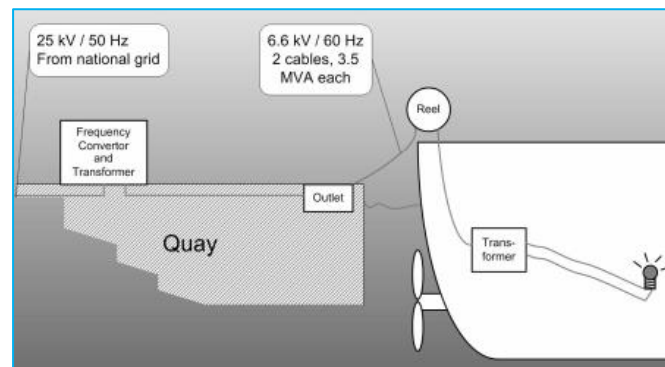 25 kV / 50 Hz
From national grid
6.6 kV / 60 Hz
2 cables, 3.5
MVA each
Reel
Frequency
Convertor
and
Transformer
Outlet
Quay
Trans-
former